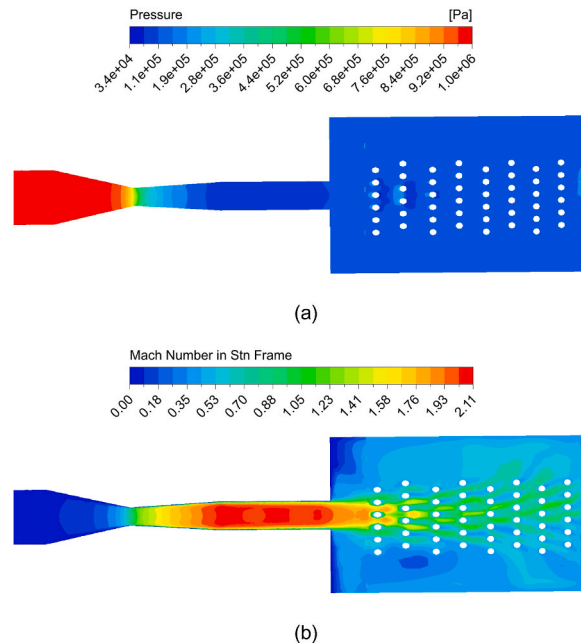 Pressure [Pa]
3.4e+04 1.1e+05 1.9e+05 2.8e+05 3.6e+05 4.4e+05 5.2e+05 6.0e+05 6.8e+05 7.6e+05 8.4e+05 9.2e+05 1.0e+06
(a)
Mach Number in Stn Frame
0.00 0.18 0.35 0.53 0.70 0.88 1.05 1.23 1.41 1.58 1.76 1.93 2.11
(b)